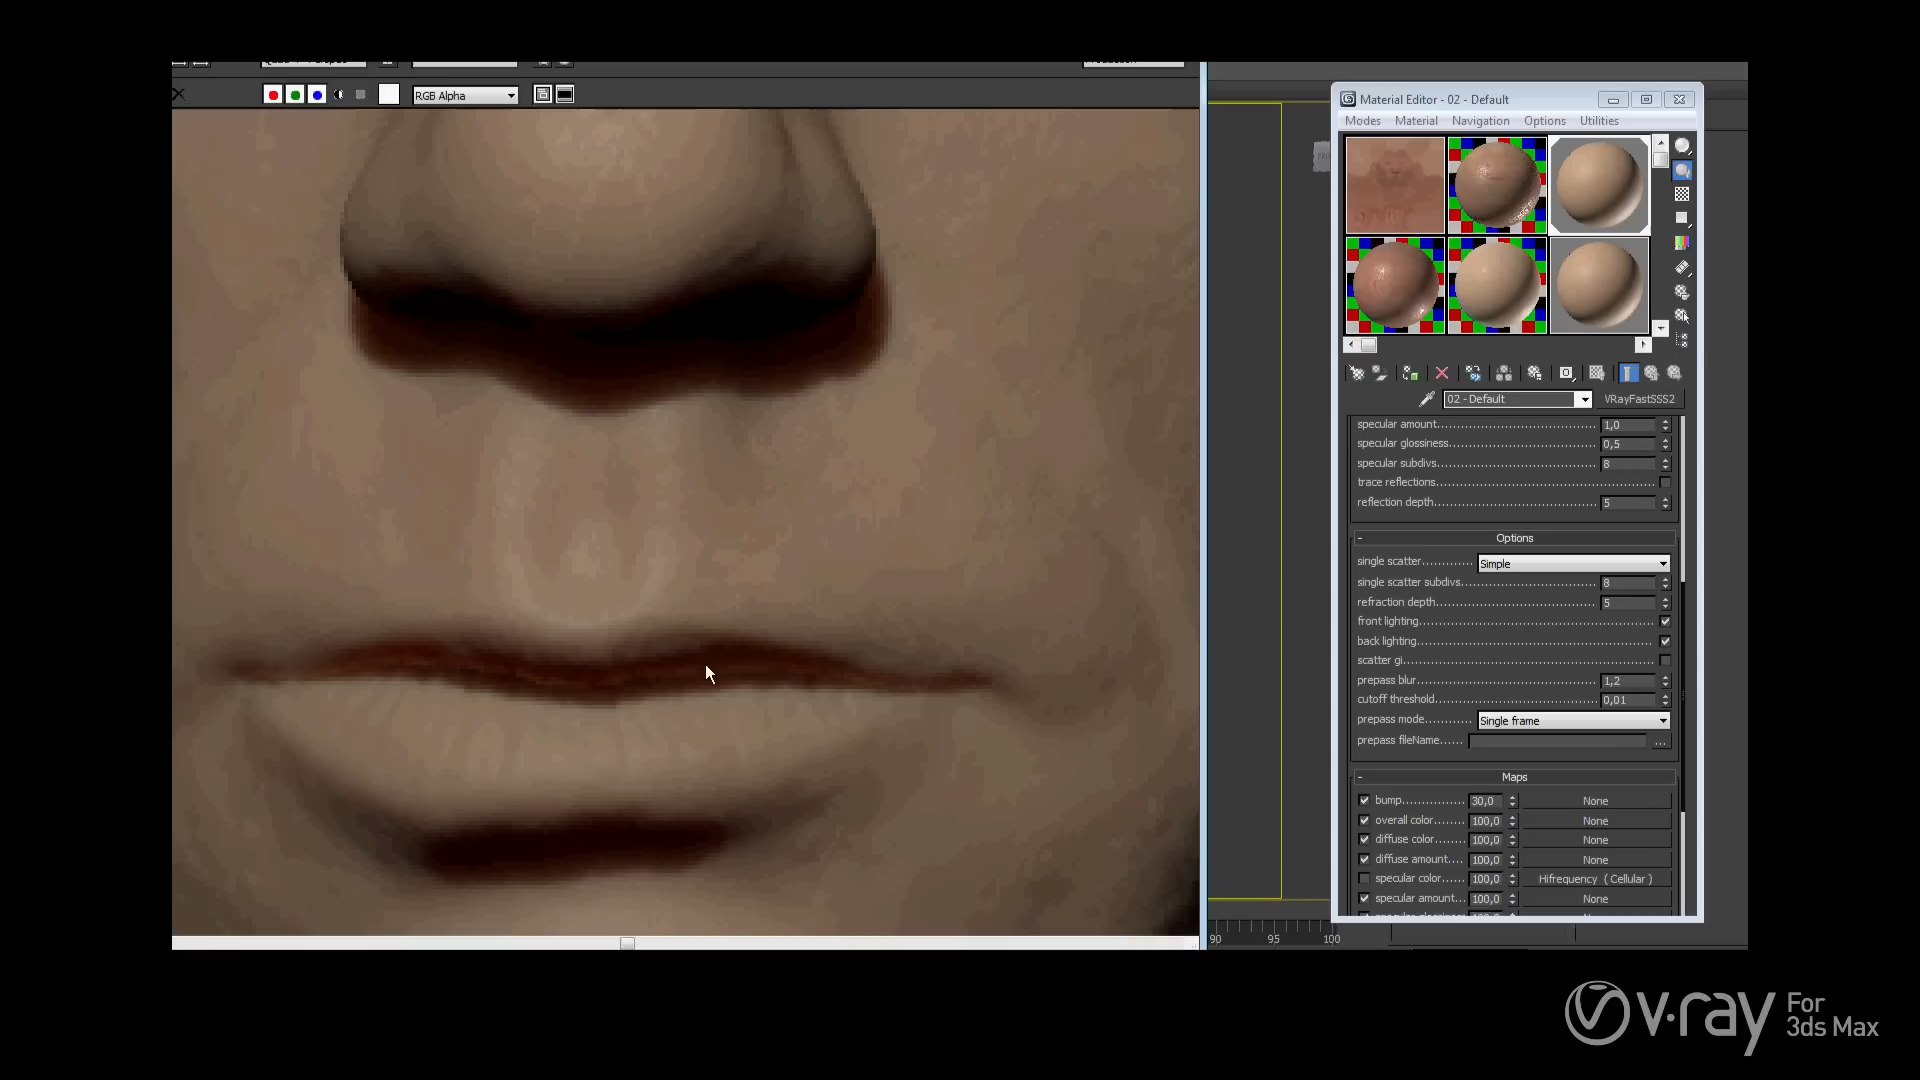 RGB Alpha
Material Editor - 02 - Default
Modes Material Navigation Options Utilities
02 - Default VRayFastSSS2
specular amount 1,0
specular glossiness 0,5
specular subdivs 8
trace reflections
reflection depth 5
- Options
single scatter Simple
single scatter subdivs 8
refraction depth 5
front lighting
back lighting
scatter gi
prepass blur 1,2
cutoff threshold 0,01
prepass mode Single frame
prepass fileName ...
- Maps
bump 30,0 None
overall color 100,0 None
diffuse color 100,0 None
diffuse amount 100,0 None
specular color 100,0 Hifrequency ( Cellular )
specular amount 100,0 None
90 95 100
v·ray For
3ds Max